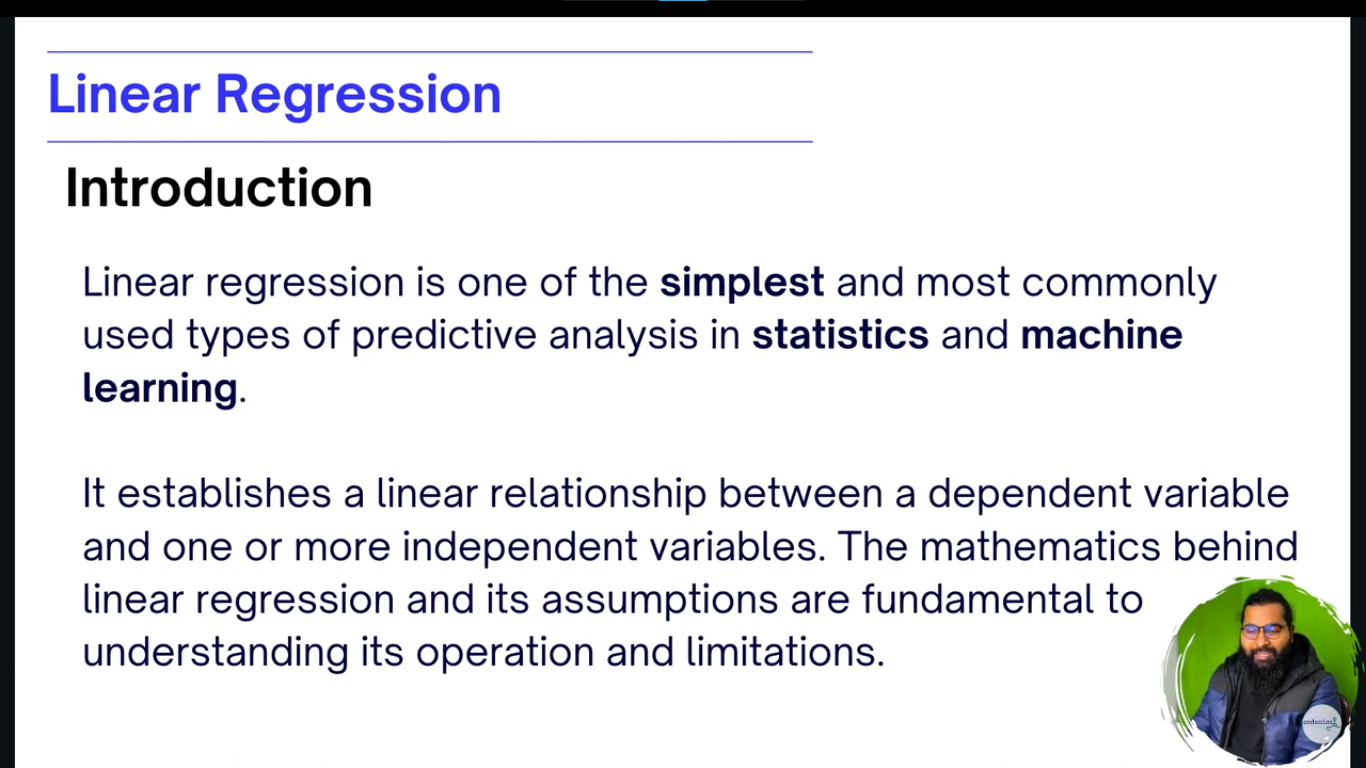 Linear Regression
Introduction
Linear regression is one of the simplest and most commonly
used types of predictive analysis in statistics and machine
learning.
It establishes a linear relationship between a dependent variable
and one or more independent variables. The mathematics behind
linear regression and its assumptions are fundamental to
understanding its operation and limitations.